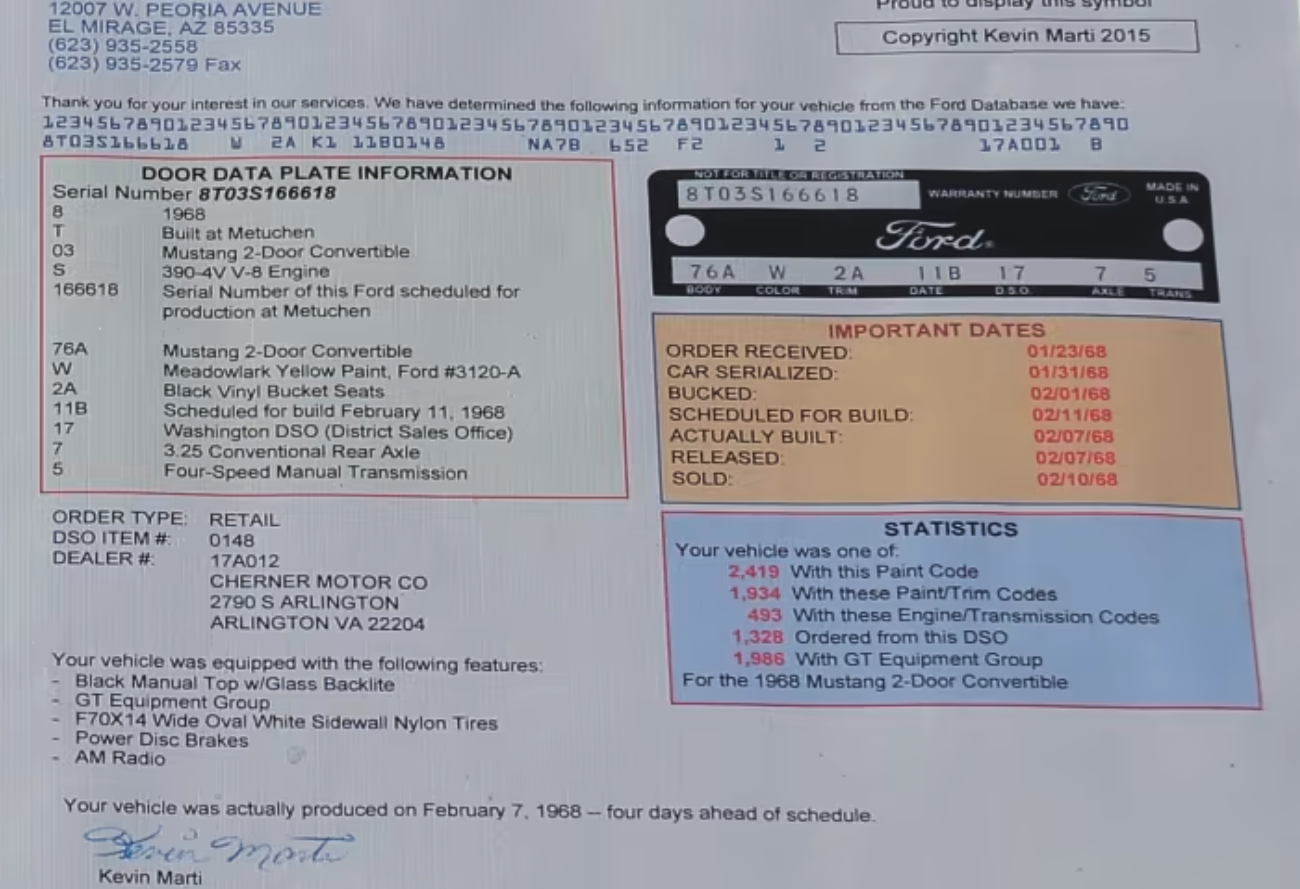 12007 W. PEORIA AVENUE
EL MIRAGE, AZ 85335
(623) 935-2558
(623) 935-2579 Fax
Proud to display this symbol
Copyright Kevin Marti 2015
Thank you for your interest in our services. We have determined the following information for your vehicle from the Ford Database we have:
12345678901234567890123456789012345678901234567890123456789012345678901234567890
8T03S166618 W 2A K1 11B0148 NA7B 652 F2 1 2 17A001 B
DOOR DATA PLATE INFORMATION
Serial Number 8T03S166618
8 1968
T Built at Metuchen
03 Mustang 2-Door Convertible
S 390-4V V-8 Engine
166618 Serial Number of this Ford scheduled for
production at Metuchen
76A Mustang 2-Door Convertible
W Meadowlark Yellow Paint, Ford #3120-A
2A Black Vinyl Bucket Seats
11B Scheduled for build February 11, 1968
17 Washington DSO (District Sales Office)
7 3.25 Conventional Rear Axle
5 Four-Speed Manual Transmission
NOT FOR TITLE OR REGISTRATION
8T03S166618 WARRANTY NUMBER Ford MADE IN
U.S.A
Ford®
76A W 2A 11B 17 7 5
BODY COLOR TRIM DATE D.S.O. AXLE TRANS
IMPORTANT DATES
ORDER RECEIVED: 01/23/68
CAR SERIALIZED: 01/31/68
BUCKED: 02/01/68
SCHEDULED FOR BUILD: 02/11/68
ACTUALLY BUILT: 02/07/68
RELEASED: 02/07/68
SOLD: 02/10/68
ORDER TYPE: RETAIL
DSO ITEM #: 0148
DEALER #: 17A012
CHERNER MOTOR CO
2790 S ARLINGTON
ARLINGTON VA 22204
STATISTICS
Your vehicle was one of:
2,419 With this Paint Code
1,934 With these Paint/Trim Codes
493 With these Engine/Transmission Codes
1,328 Ordered from this DSO
1,986 With GT Equipment Group
For the 1968 Mustang 2-Door Convertible
Your vehicle was equipped with the following features:
- Black Manual Top w/Glass Backlite
- GT Equipment Group
- F70X14 Wide Oval White Sidewall Nylon Tires
- Power Disc Brakes
- AM Radio
Your vehicle was actually produced on February 7, 1968 – four days ahead of schedule.
Kevin Marti
Kevin Marti